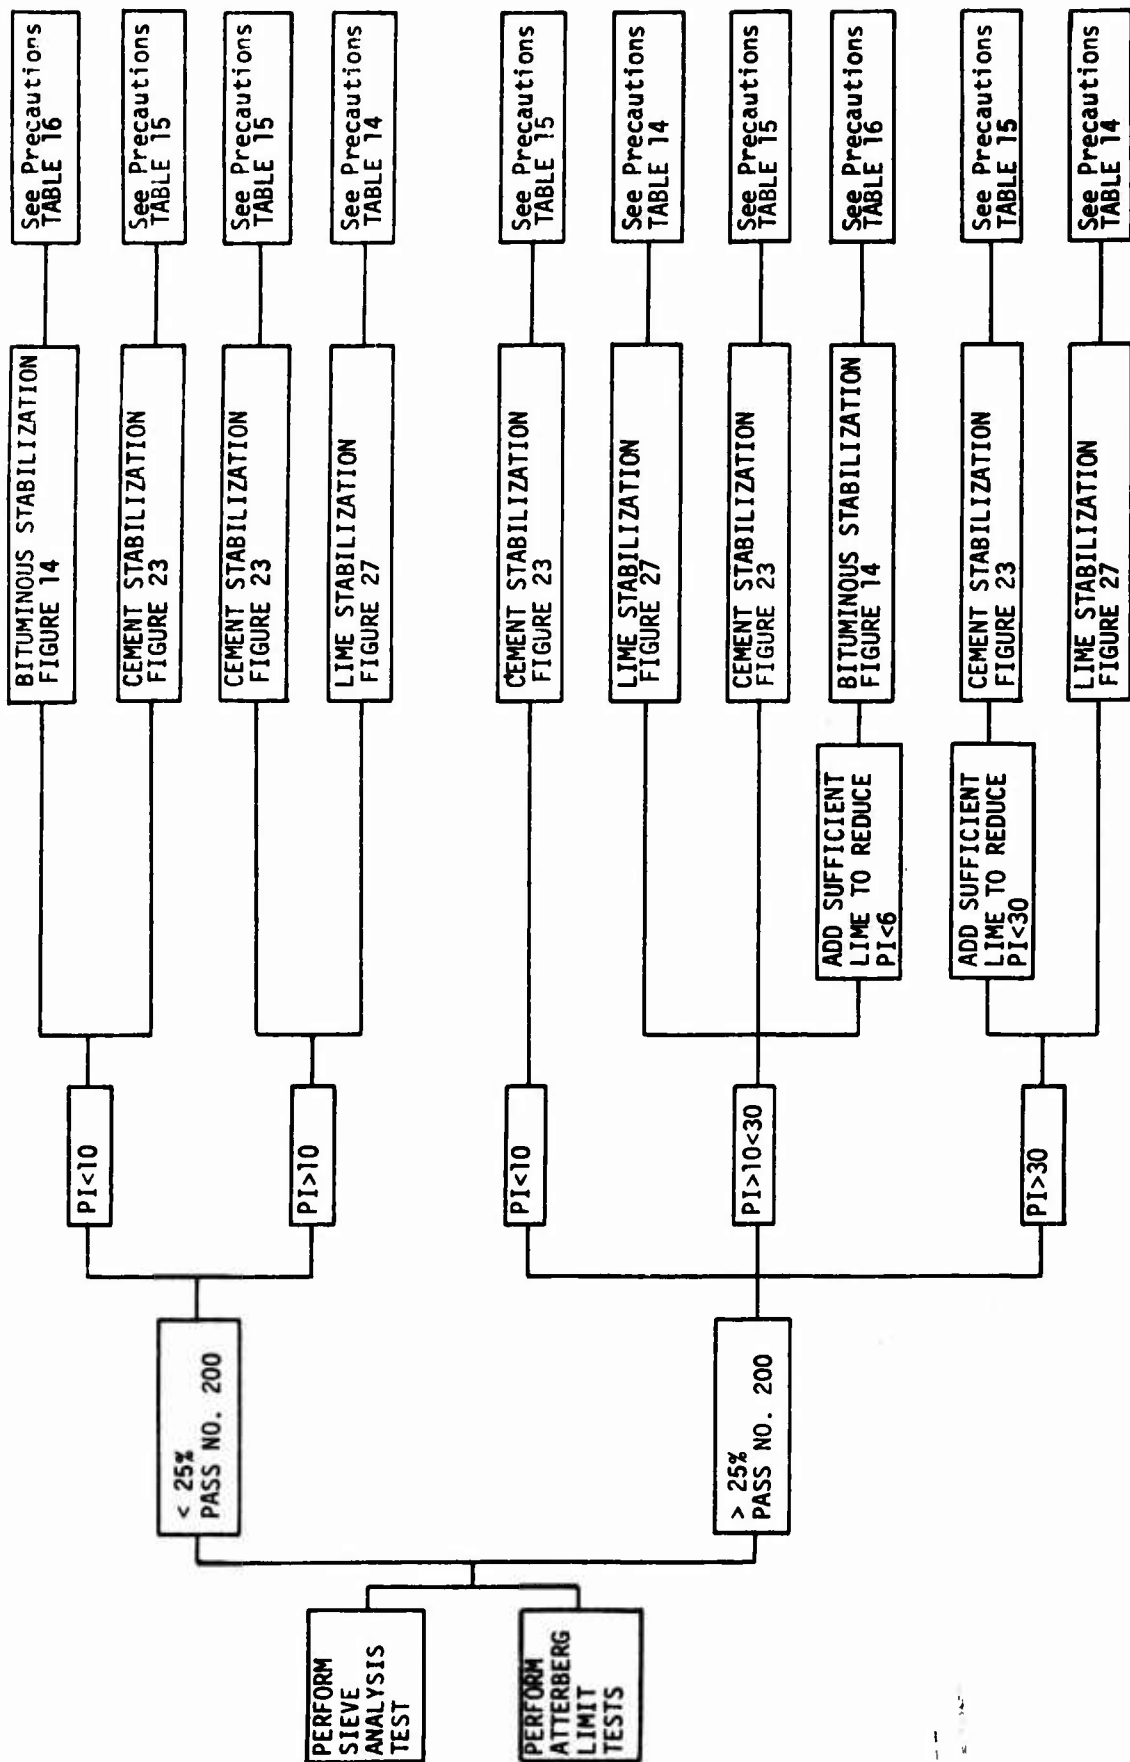 PERFORM
SIEVE
ANALYSIS
TEST
PERFORM
ATTERBERG
LIMIT
TESTS
< 25%
PASS NO. 200
> 25%
PASS NO. 200
PI<10
PI>10
PI<10
PI>10<30
PI>30
ADD SUFFICIENT
LIME TO REDUCE
PI<6
ADD SUFFICIENT
LIME TO REDUCE
PI<30
BITUMINOUS STABILIZATION
FIGURE 14
CEMENT STABILIZATION
FIGURE 23
CEMENT STABILIZATION
FIGURE 23
LIME STABILIZATION
FIGURE 27
CEMENT STABILIZATION
FIGURE 23
LIME STABILIZATION
FIGURE 27
CEMENT STABILIZATION
FIGURE 23
BITUMINOUS STABILIZATION
FIGURE 14
CEMENT STABILIZATION
FIGURE 23
LIME STABILIZATION
FIGURE 27
See Precautions
TABLE 16
See Precautions
TABLE 15
See Precautions
TABLE 15
See Precautions
TABLE 14
See Precautions
TABLE 15
See Precautions
TABLE 14
See Precautions
TABLE 15
See Precautions
TABLE 16
See Precautions
TABLE 15
See Precautions
TABLE 14